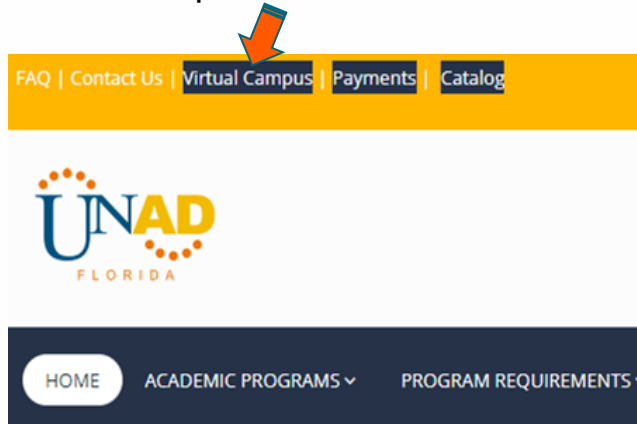 FAQ | Contact Us | Virtual Campus | Payments | Catalog
UNAD
FLORIDA
HOME ACADEMIC PROGRAMS PROGRAM REQUIREMENTS